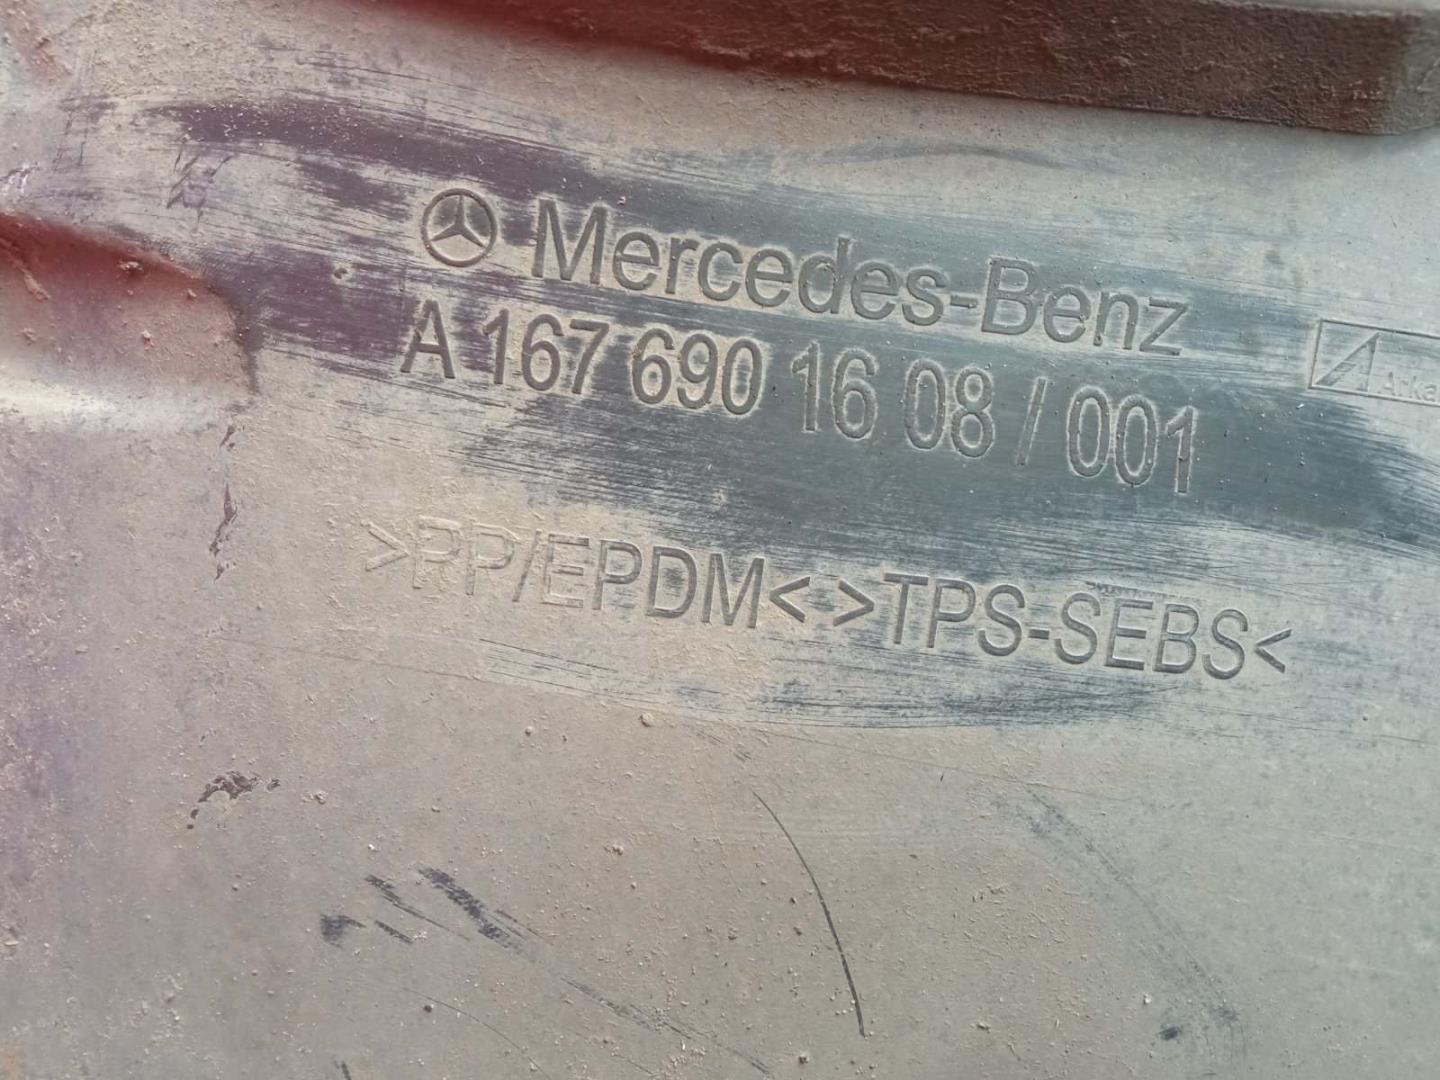 Mercedes-Benz
A 167 690 16 08 / 001
>PP/EPDM<>TPS-SEBS<